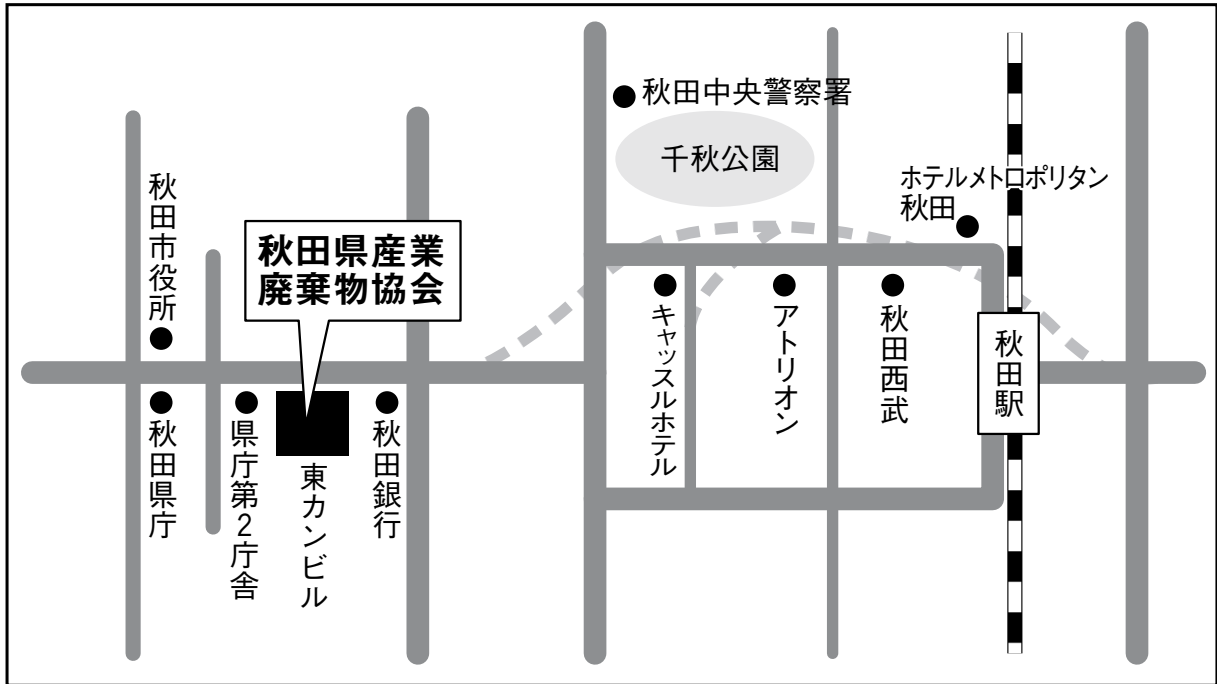 秋田中央警察署
千秋公園
ホテルメトロポリタン
秋田
秋田市役所
秋田県産業
廃棄物協会
キャッスルホテル
アトリオン
秋田西武
秋田駅
秋田県庁
県庁第2庁舎
東カンビル
秋田銀行